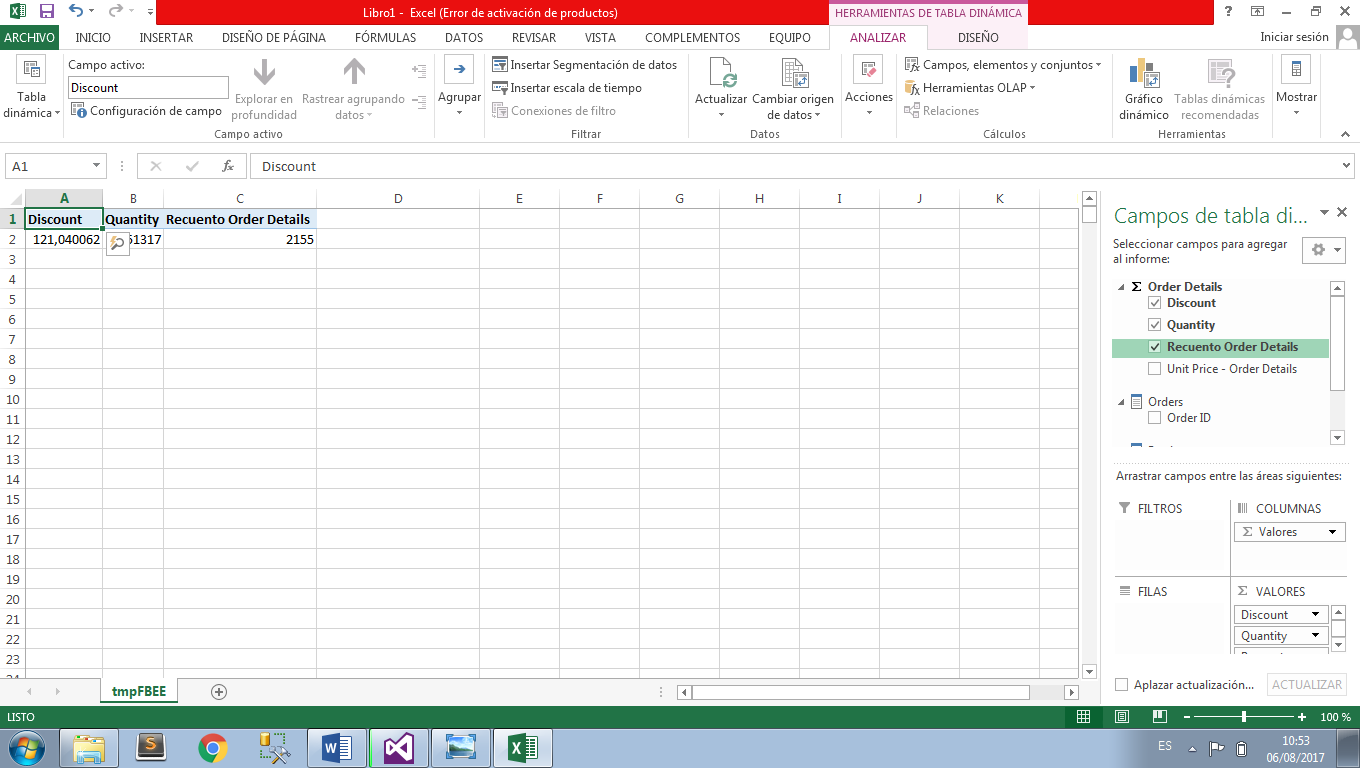 Libro1 - Excel (Error de activación de productos)
HERRAMIENTAS DE TABLA DINÁMICA
ARCHIVO INICIO INSERTAR DISEÑO DE PÁGINA FÓRMULAS DATOS REVISAR VISTA COMPLEMENTOS EQUIPO ANALIZAR DISEÑO Iniciar sesión
Tabla dinámica
Campo activo:
Discount
Configuración de campo
Explorar en profundidad
Rastrear agrupando datos
Campo activo
Agrupar
Insertar Segmentación de datos
Insertar escala de tiempo
Conexiones de filtro
Filtrar
Actualizar
Cambiar origen de datos
Datos
Acciones
Campos, elementos y conjuntos
Herramientas OLAP
Relaciones
Cálculos
Gráfico dinámico
Tablas dinámicas recomendadas
Herramientas
Mostrar
A1 fx Discount
A B C D E F G H I J K
1 Discount Quantity Recuento Order Details
2 121,040062 51317 2155
3
4
5
6
7
8
9
10
11
12
13
14
15
16
17
18
19
20
21
22
23
Campos de tabla di...
Seleccionar campos para agregar
al informe:
Σ Order Details
Discount
Quantity
Recuento Order Details
Unit Price - Order Details
Orders
Order ID
Arrastrar campos entre las áreas siguientes:
FILTROS
COLUMNAS
Σ Valores
FILAS
Σ VALORES
Discount
Quantity
Aplazar actualización... ACTUALIZAR
tmpFBEE
LISTO
100 %
ES
10:53
06/08/2017